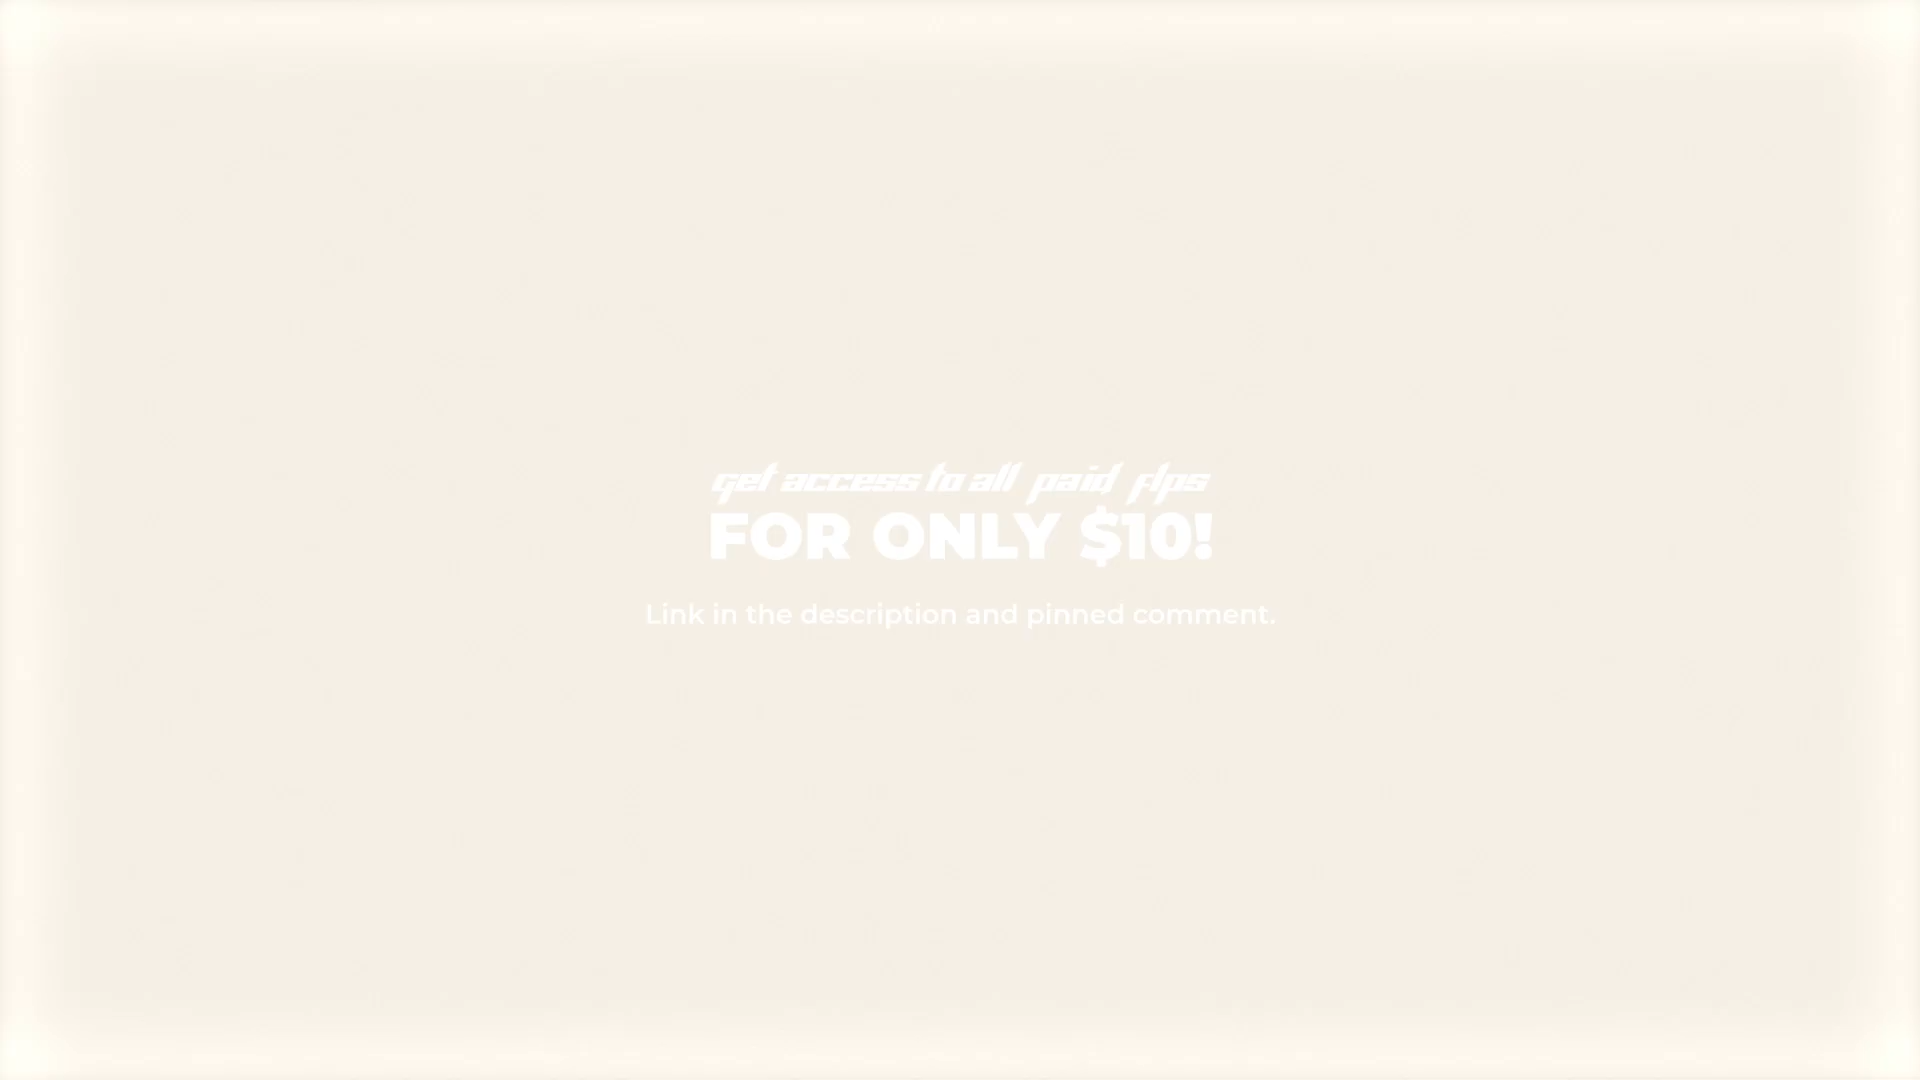 get access to all paid flps
FOR ONLY $10!
Link in the description and pinned comment.